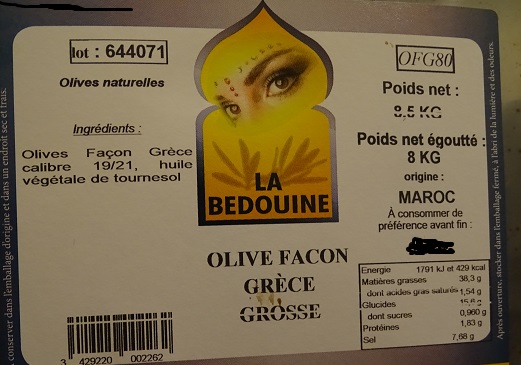 lot : 644071
Olives naturelles
Ingrédients :
Olives Façon Grèce
calibre 19/21, huile
végétale de tournesol
LA
BEDOUINE
OLIVE FACON
GRÈCE
GROSSE
OFG80
Poids net :
8.5 KG
Poids net égoutté :
8 KG
origine :
MAROC
À consommer de
préférence avant fin :
Energie 1791 kJ et 429 kcal
Matières grasses 38,3 g
dont acides gras saturés 1,54 g
Glucides
dont sucres 0,960 g
Protéines 1,83 g
Sel 7,68 g
3 429220 002262
conserver dans l'emballage d'origine et dans un endroit sec et frais.
Après ouverture, stocker dans l'emballage fermé, à l'abri de la lumière et des odeurs.